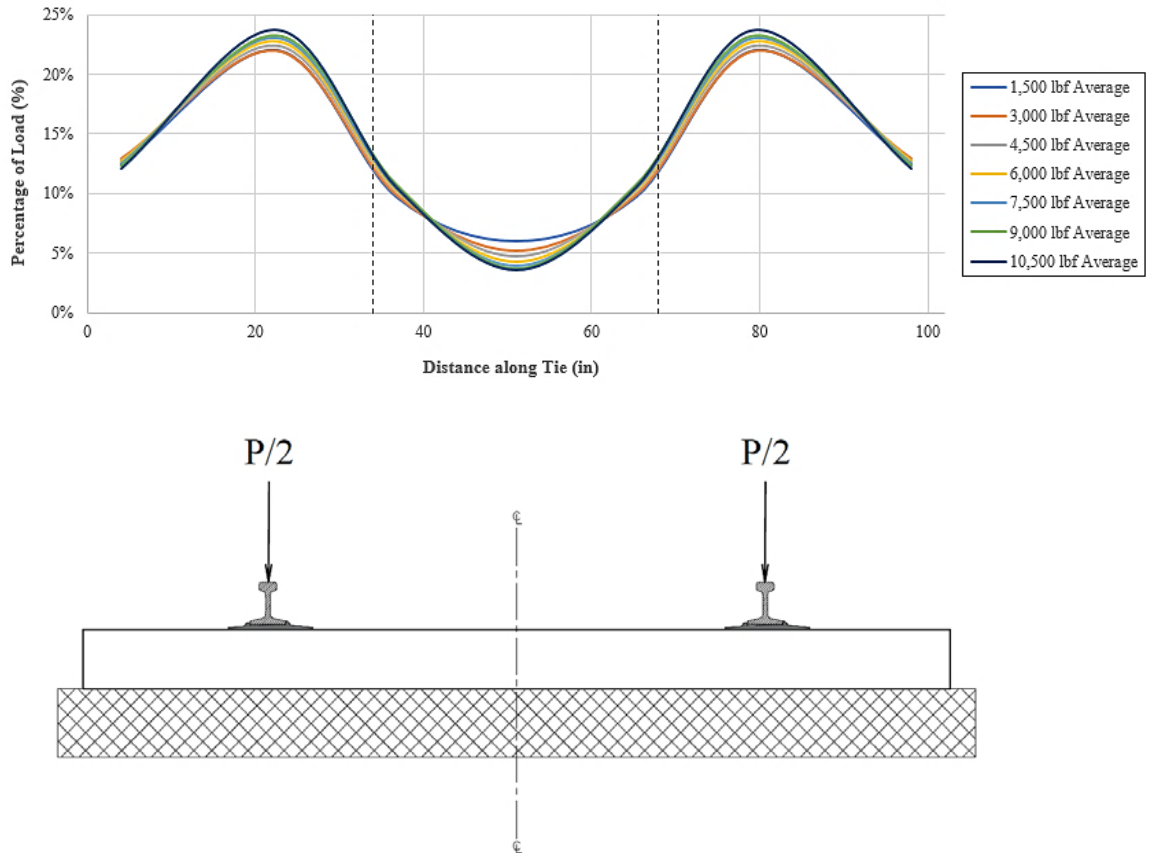 25%
20%
15%
10%
5%
0%
Percentage of Load (%)
0 20 40 60 80 100
Distance along Tie (in)
1,500 lbf Average
3,000 lbf Average
4,500 lbf Average
6,000 lbf Average
7,500 lbf Average
9,000 lbf Average
10,500 lbf Average
P/2 P/2
℄
℄